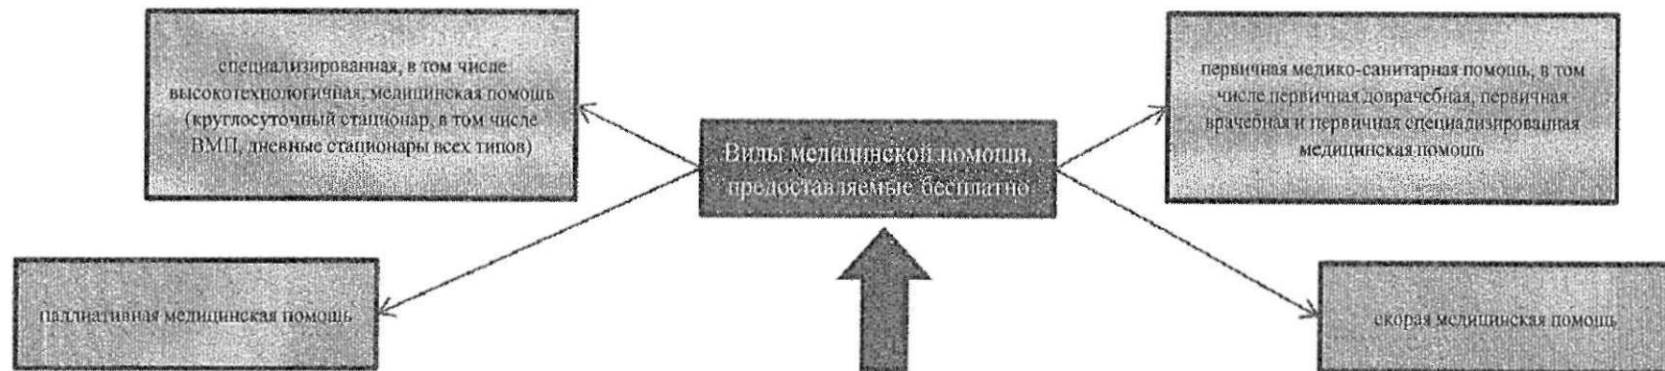 специализированная, в том числе
высокотехнологичная, медицинская помощь
(круглосуточный стационар, в том числе
ВМП, дневные стационары всех типов)
первичная медико-санитарная помощь, в том
числе первичная доврачебная, первичная
врачебная и первичная специализированная
медицинская помощь
Виды медицинской помощи,
предоставляемые бесплатно
паллиативная медицинская помощь
скорая медицинская помощь